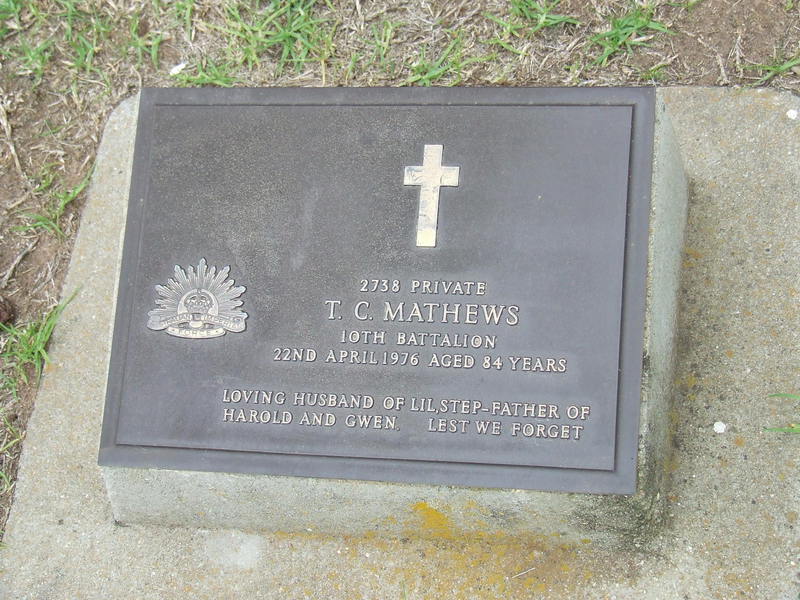 2738 PRIVATE
T. C. MATHEWS
10TH BATTALION
22ND APRIL 1976 AGED 84 YEARS
LOVING HUSBAND OF LIL, STEP-FATHER OF
HAROLD AND GWEN. LEST WE FORGET
FORCE